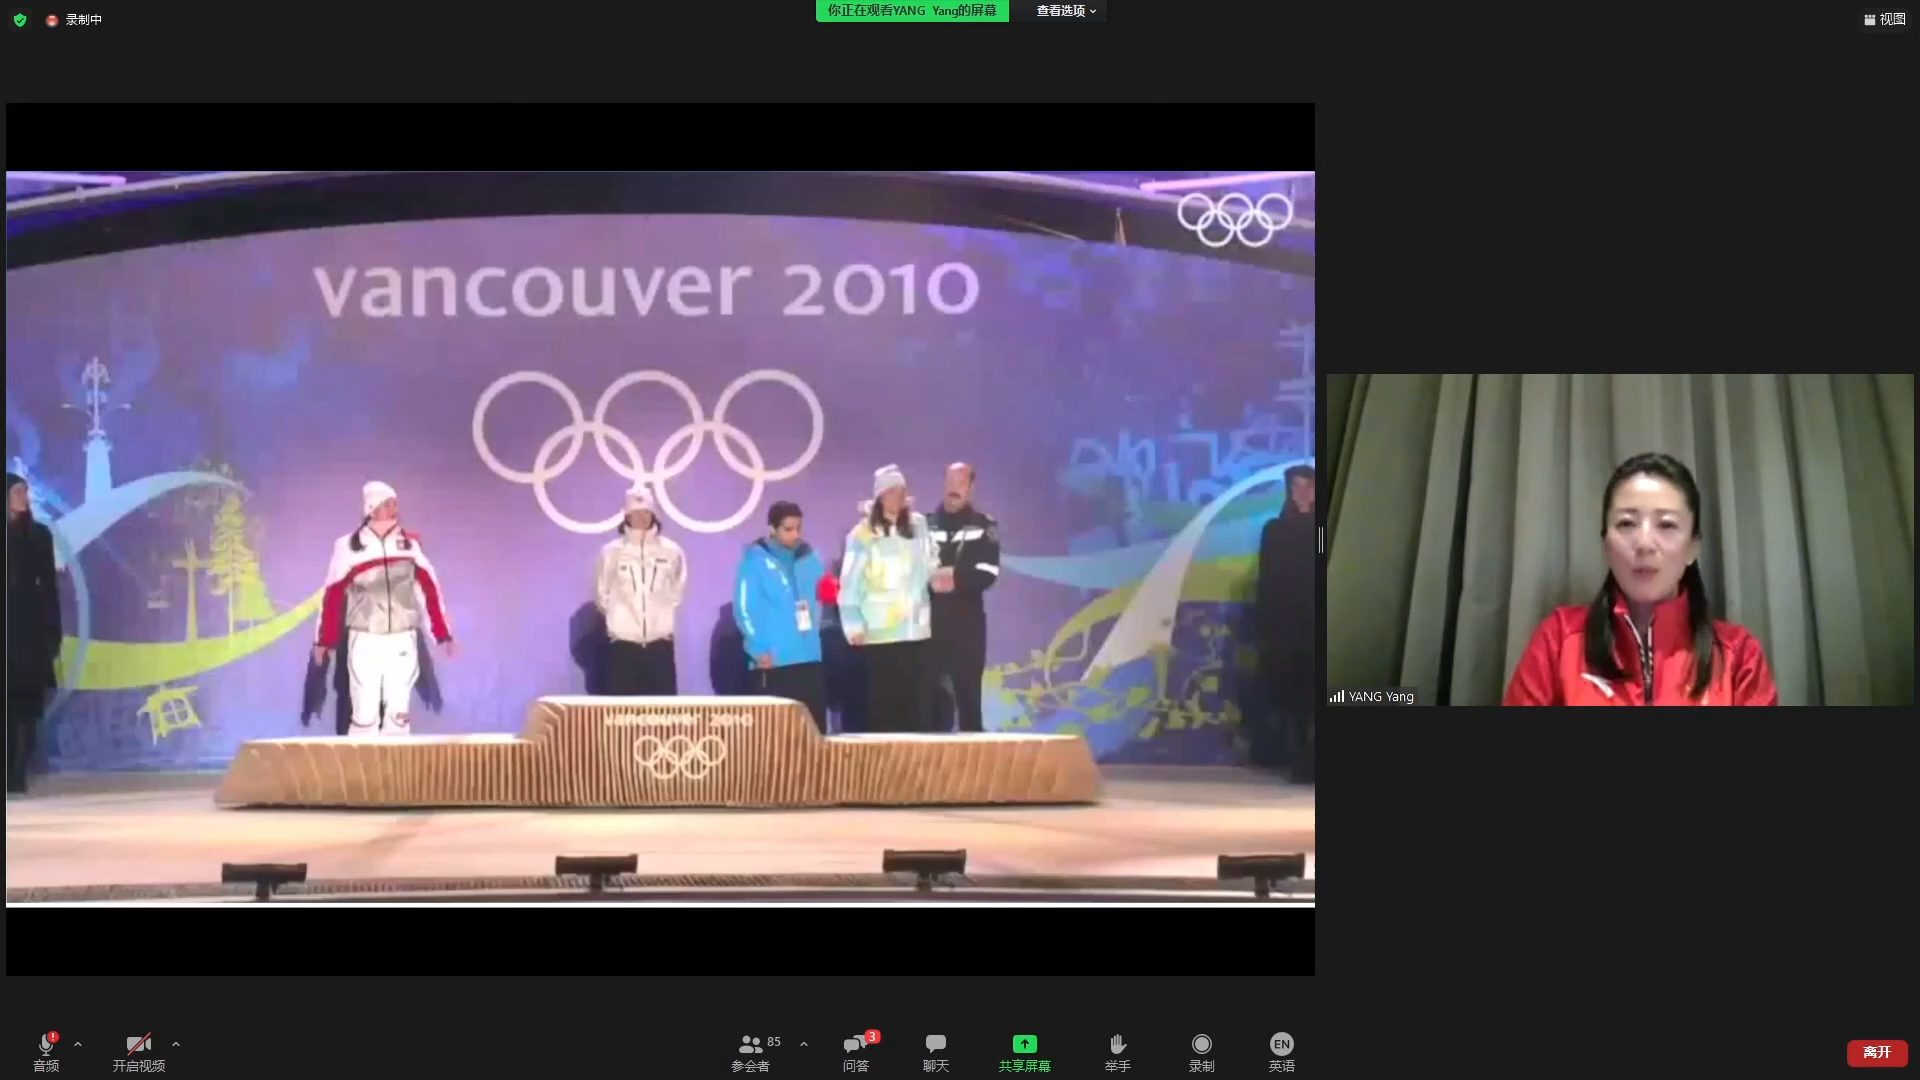 录制中
你正在观看YANG Yang的屏幕
查看选项
视图
vancouver 2010
vancouver 2010
YANG Yang
85
3
音频
开启视频
参会者
问答
聊天
共享屏幕
举手
录制
EN
英语
离开